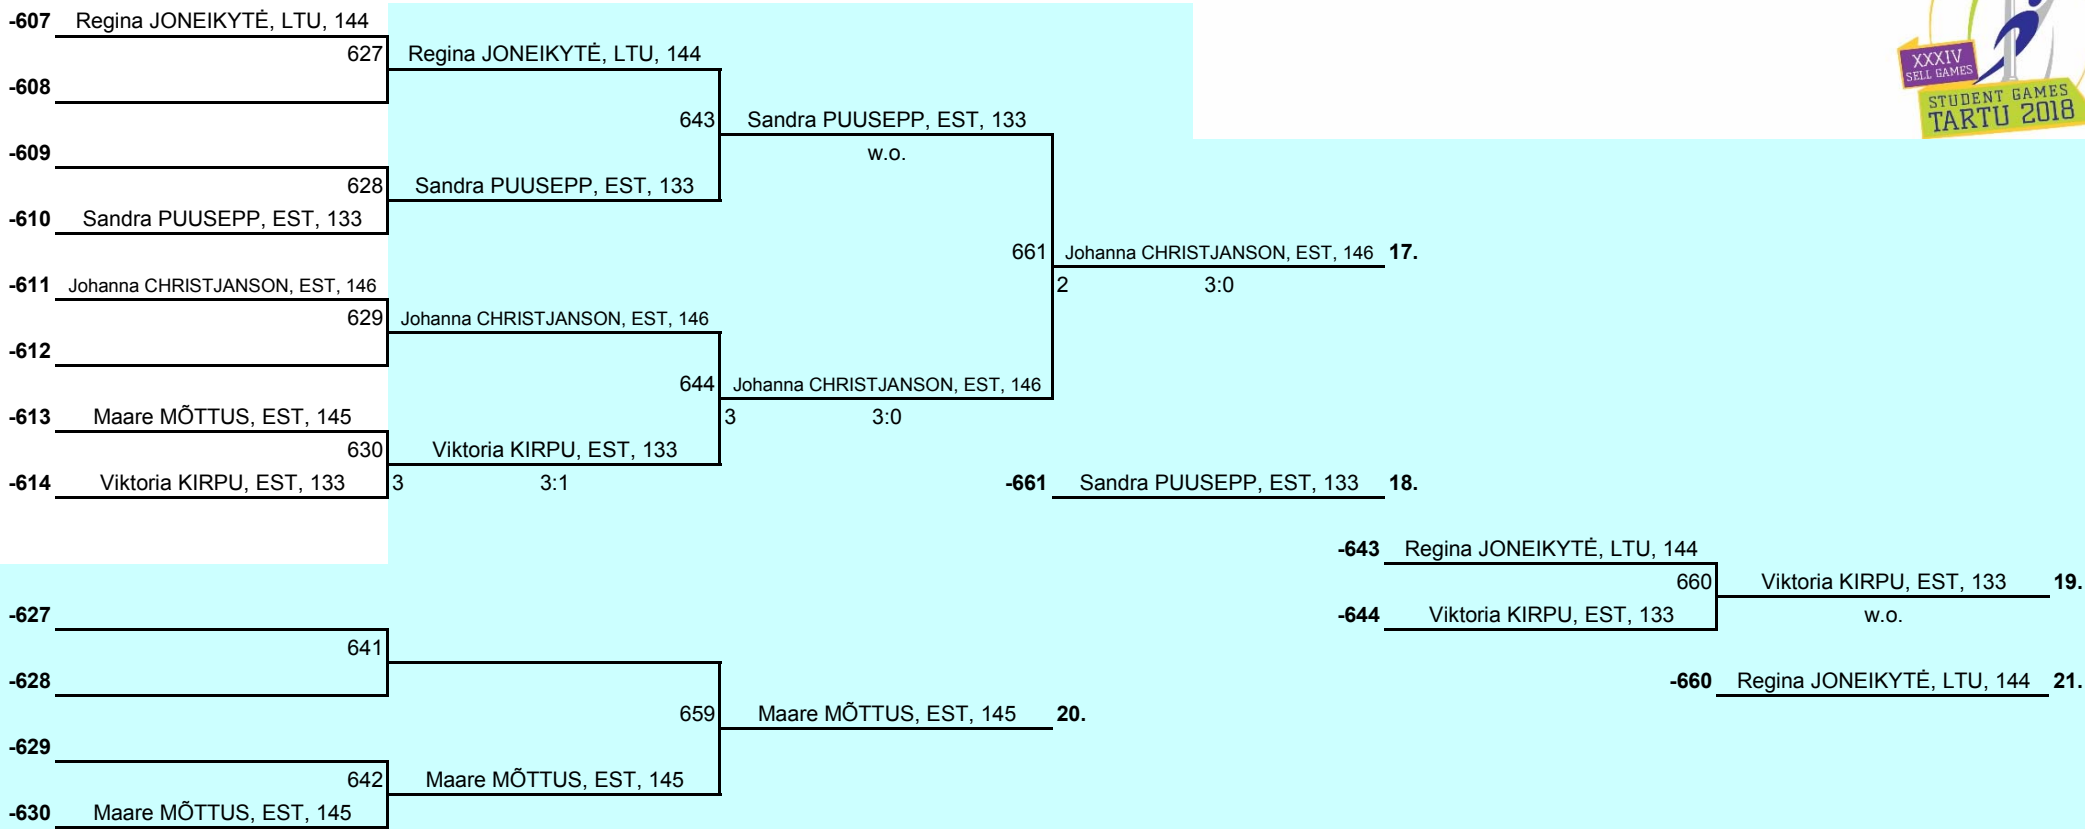 -607 Regina JONEIKYTĖ, LTU, 144
627 Regina JONEIKYTĖ, LTU, 144
XXXIV
SELL GAMES
-608
STUDENT GAMES
TARTU 2018
643 Sandra PUUSEPP, EST, 133
-609 w.o.
628 Sandra PUUSEPP, EST, 133
-610 Sandra PUUSEPP, EST, 133
661 Johanna CHRISTJANSON, EST, 146 17.
-611 Johanna CHRISTJANSON, EST, 146 2 3:0
629 Johanna CHRISTJANSON, EST, 146
-612
644 Johanna CHRISTJANSON, EST, 146
-613 Maare MÕTTUS, EST, 145 3 3:0
630 Viktoria KIRPU, EST, 133
-614 Viktoria KIRPU, EST, 133 3 3:1 -661 Sandra PUUSEPP, EST, 133 18.
-643 Regina JONEIKYTĖ, LTU, 144
660 Viktoria KIRPU, EST, 133 19.
-627 -644 Viktoria KIRPU, EST, 133 w.o.
641
-628 -660 Regina JONEIKYTĖ, LTU, 144 21.
659 Maare MÕTTUS, EST, 145 20.
-629
642 Maare MÕTTUS, EST, 145
-630 Maare MÕTTUS, EST, 145